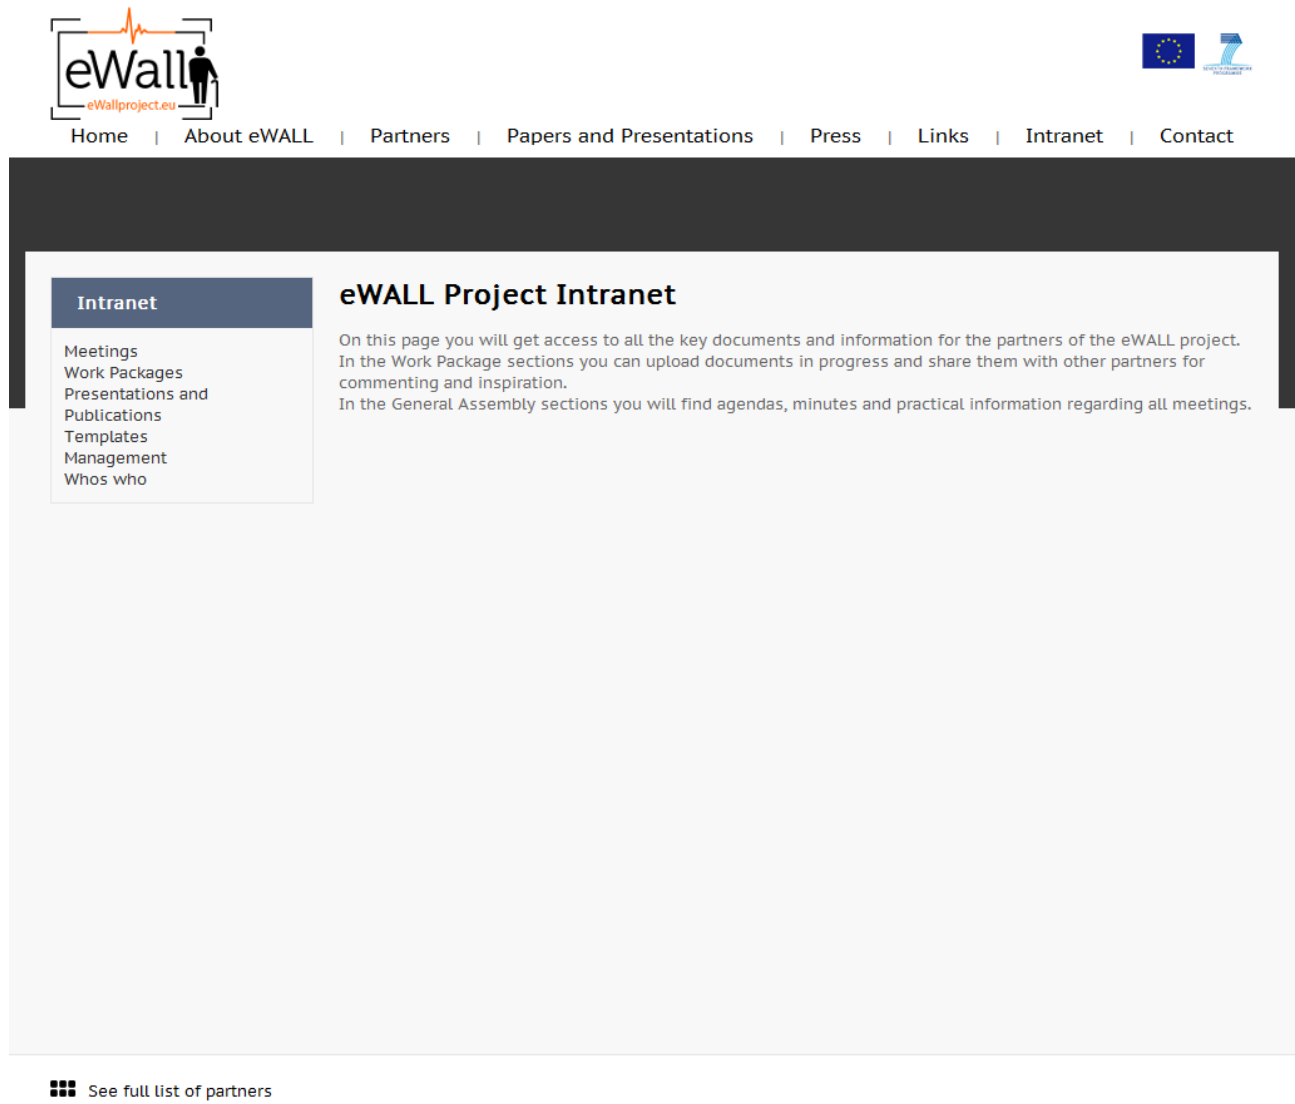 eWall
eWallproject.eu
SEVENTH FRAMEWORK
PROGRAMME
Home | About eWALL | Partners | Papers and Presentations | Press | Links | Intranet | Contact
Intranet
Meetings
Work Packages
Presentations and
Publications
Templates
Management
Whos who
eWALL Project Intranet
On this page you will get access to all the key documents and information for the partners of the eWALL project.
In the Work Package sections you can upload documents in progress and share them with other partners for
commenting and inspiration.
In the General Assembly sections you will find agendas, minutes and practical information regarding all meetings.
See full list of partners